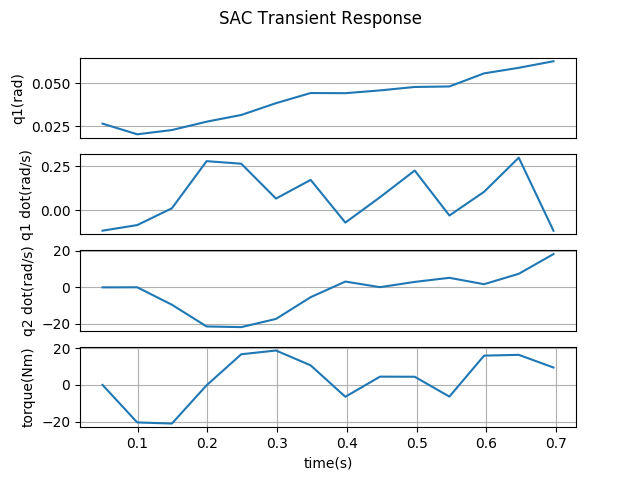 SAC Transient Response
q1(rad)
0.050
0.025
q1 dot(rad/s)
0.25
0.00
q2 dot(rad/s)
20
0
−20
torque(Nm)
20
0
−20
0.1 0.2 0.3 0.4 0.5 0.6 0.7
time(s)